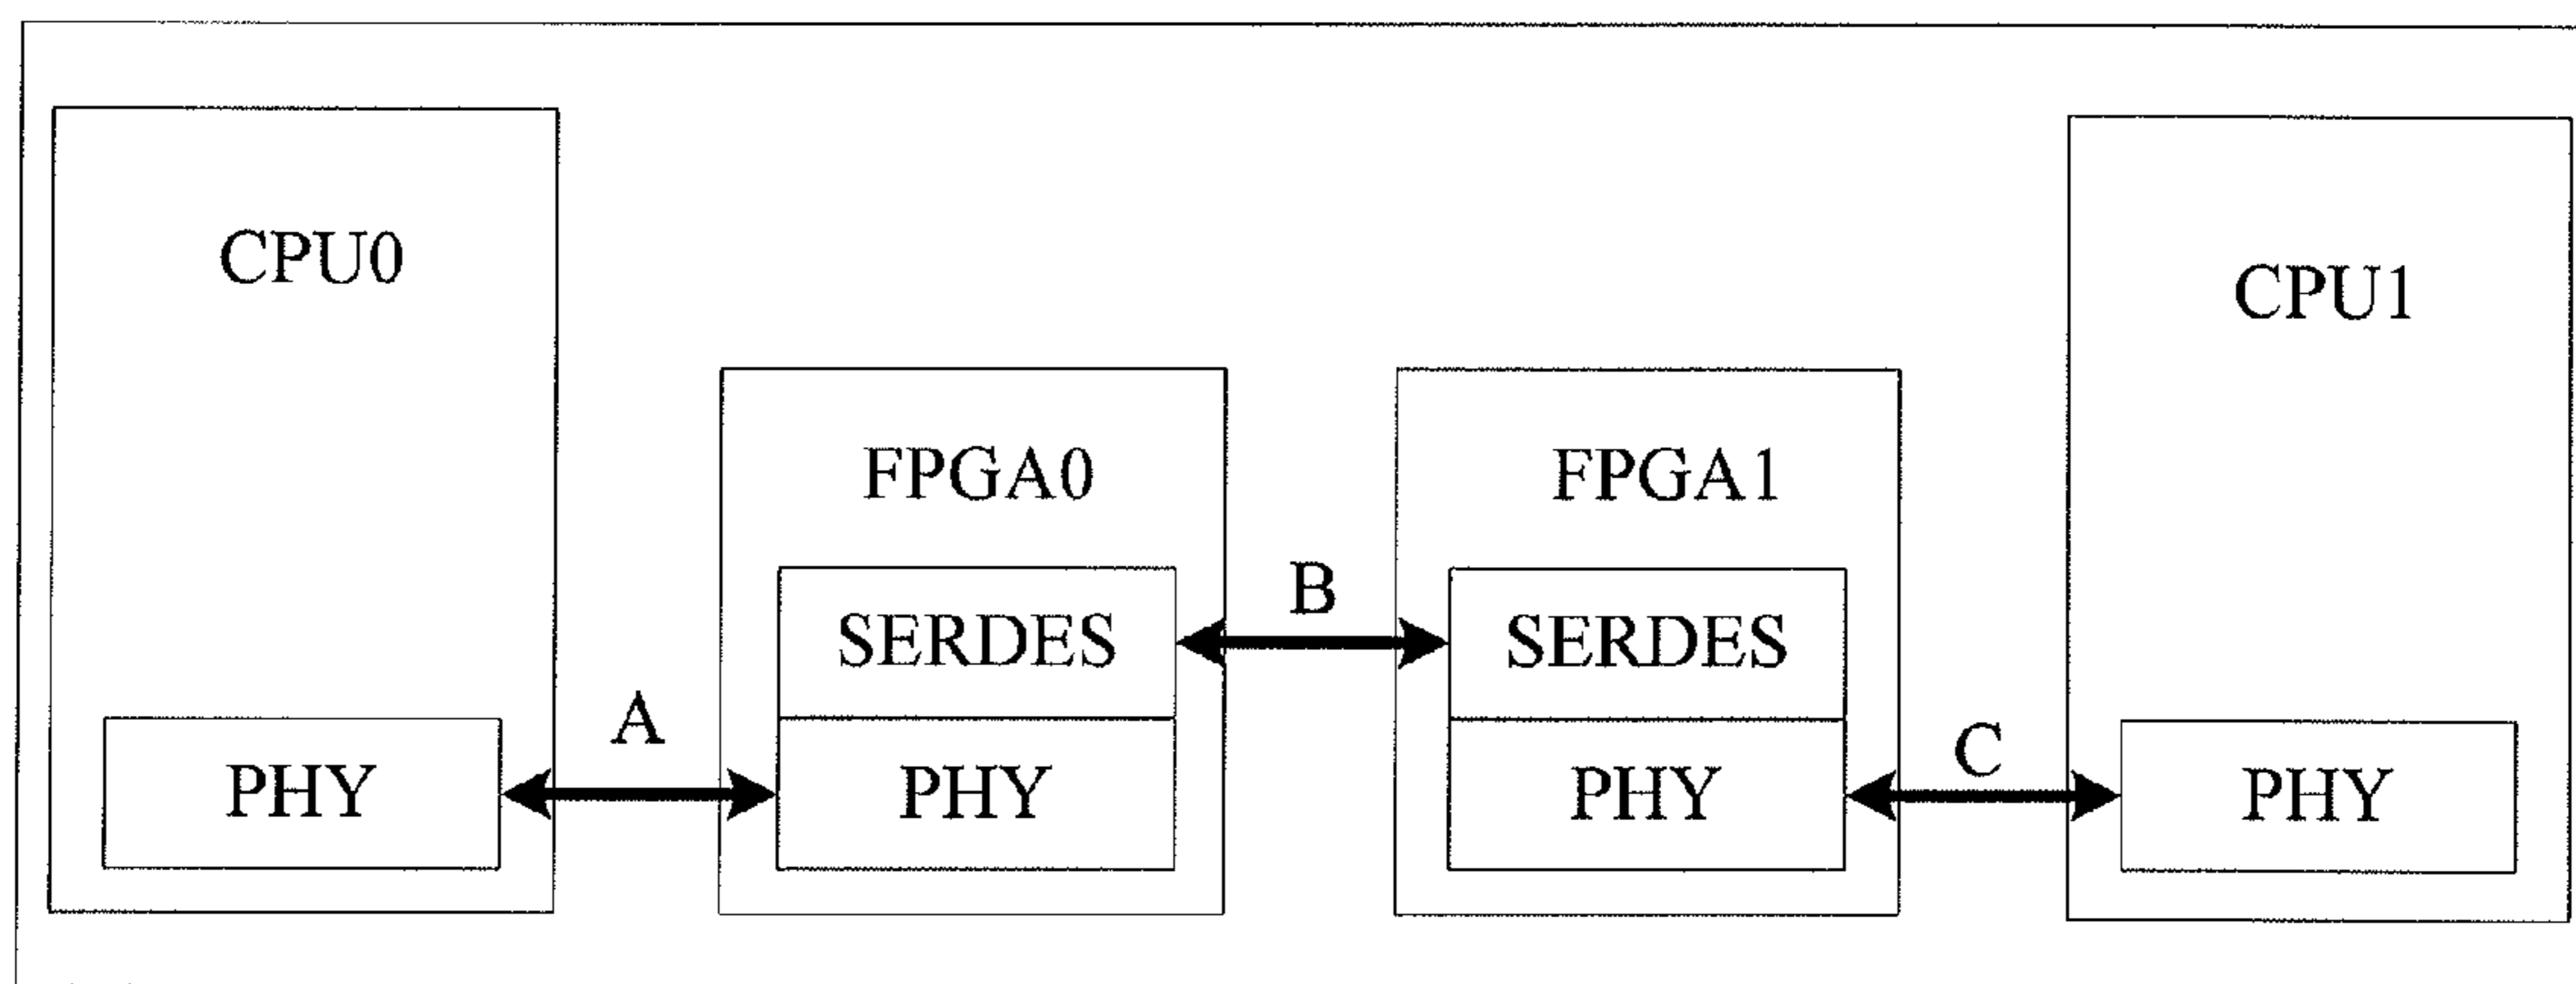 CPU0
CPU1
FPGA0
FPGA1
B
SERDES
SERDES
A
C
PHY
PHY
PHY
PHY